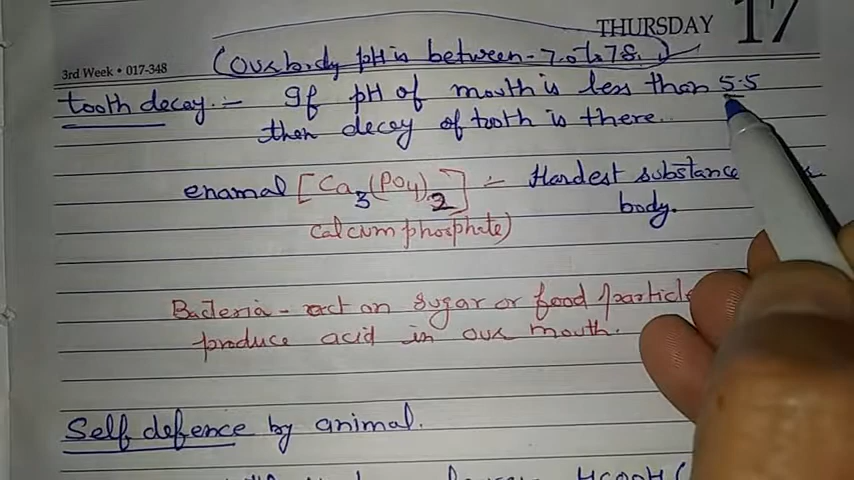 THURSDAY 17
3rd Week • 017-348
(Our body pH is between - 7.0 to 7.8.)
tooth decay :- If pH of mouth is less than 5.5
then decay of tooth is there.
enamal [Ca3(PO4)2] :- Hardest substance
body.
calcium phosphate)
Bacteria - act on sugar or food particle
produce acid in our mouth.
Self defence by animal.
HCOOH (